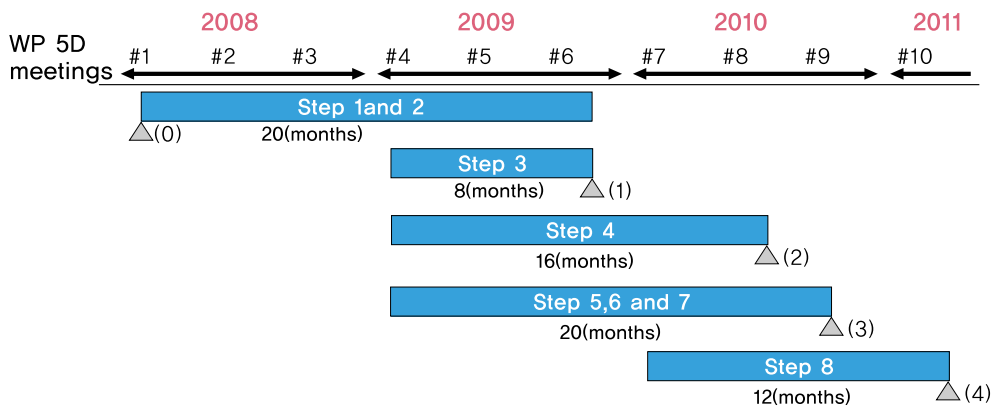 2008 2009 2010 2011
WP 5D
meetings
#1 #2 #3 #4 #5 #6 #7 #8 #9 #10
Step 1and 2
(0) 20(months)
Step 3
8(months) (1)
Step 4
16(months) (2)
Step 5,6 and 7
20(months) (3)
Step 8
12(months) (4)